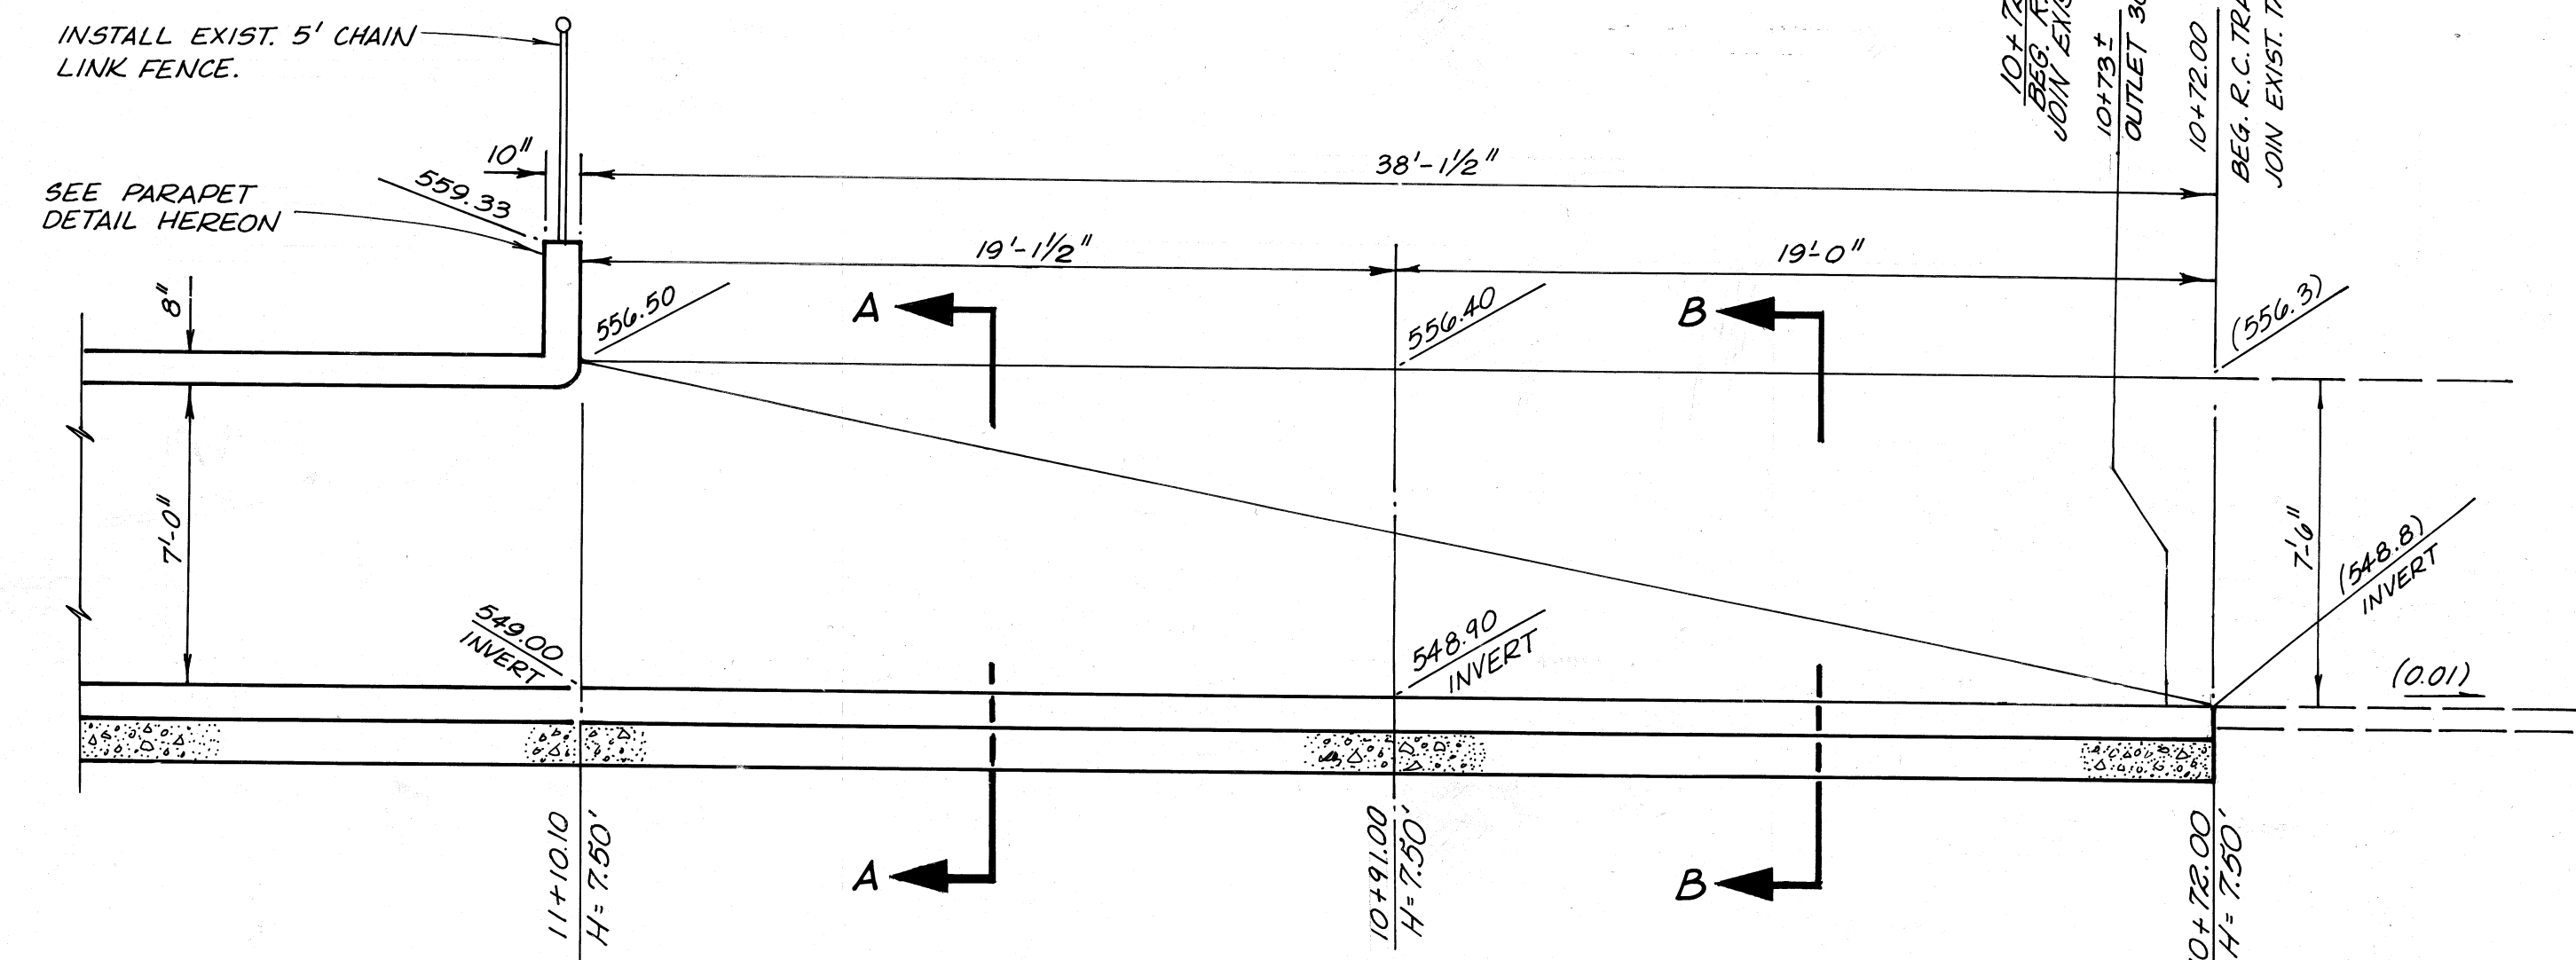 INSTALL EXIST. 5' CHAIN
LINK FENCE.
10"
559.33
SEE PARAPET
DETAIL HEREON
38'-1½"
19'-1½"
19'-0"
8"
556.50
A
556.40
B
(556.3)
10+73±
OUTLET
10+72.00
BEG. R.C.
JOIN EXIST.
BEG.
JOIN
7'-0"
7'-6"
549.00
INVERT
548.90
INVERT
(548.8)
INVERT
(0.01)
A
B
11+10.10
H=7.50'
10+91.00
H=7.50'
10+72.00
H=7.50'